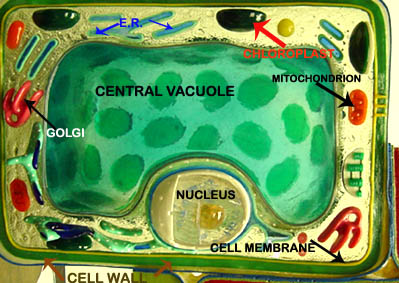 E.R.
CHLOROPLAST
MITOCHONDRION
CENTRAL VACUOLE
GOLGI
NUCLEUS
CELL MEMBRANE
CELL WALL